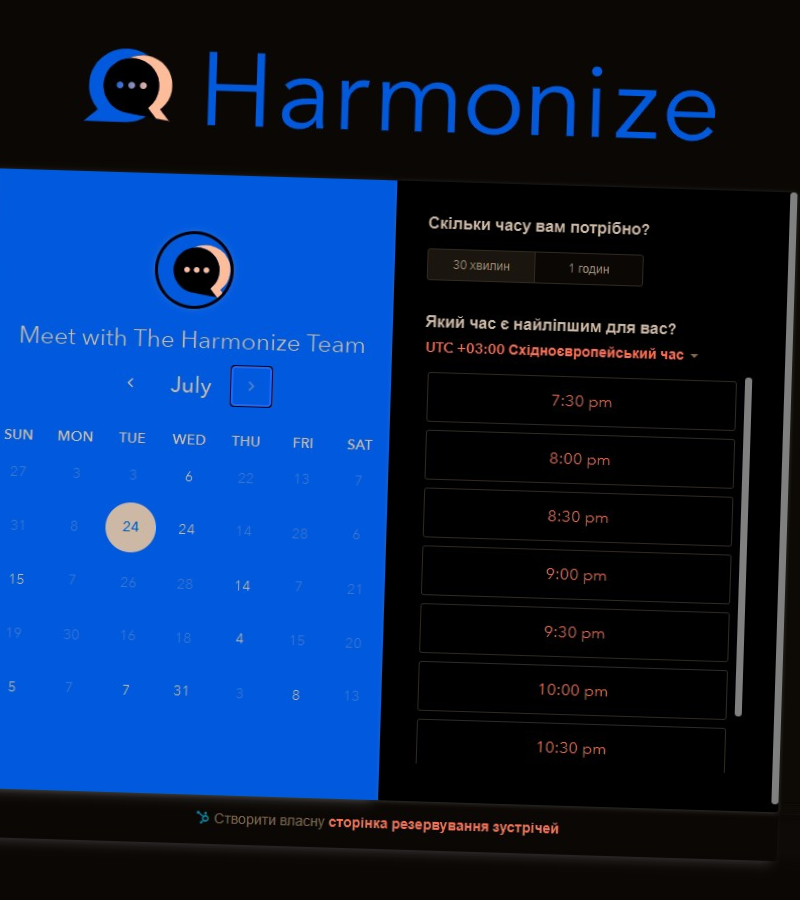 Harmonize
Meet with The Harmonize Team
July
SUN MON TUE WED THU FRI SAT
27 3 3 6 22 13 7
31 8 24 24 14 28 6
15 7 26 28 14 7 21
19 30 16 18 4 15 20
5 7 7 31 3 8 13
Скільки часу вам потрібно?
30 хвилин 1 годин
Який час є найліпшим для вас?
UTC +03:00 Східноєвропейський час
7:30 pm
8:00 pm
8:30 pm
9:00 pm
9:30 pm
10:00 pm
10:30 pm
Створити власну сторінка резервування зустрічей